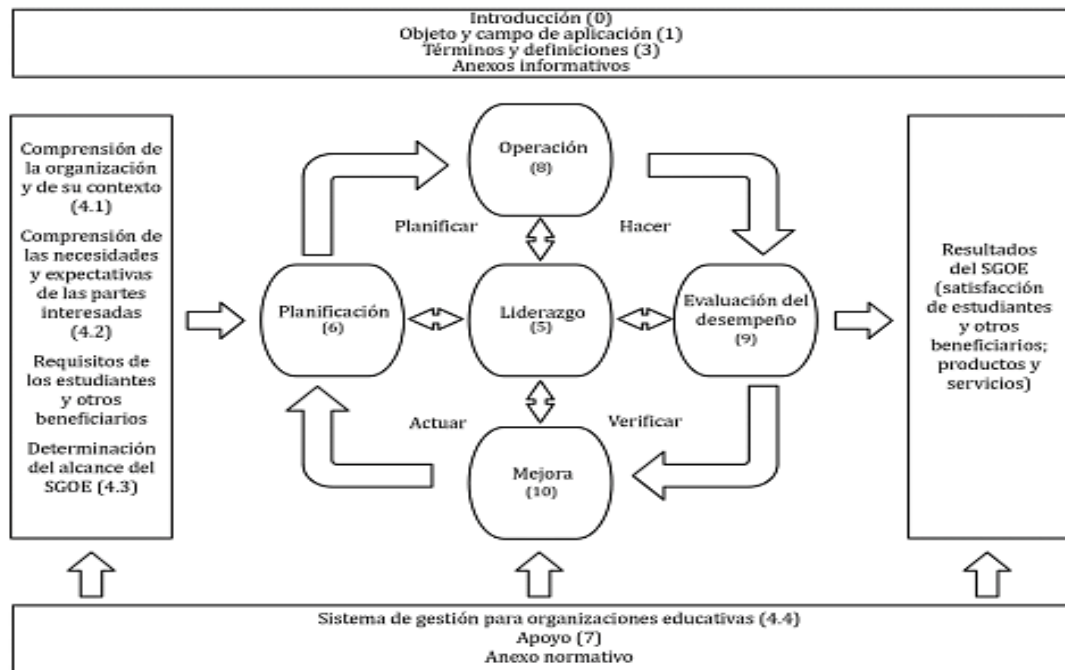 Introducción (0)
Objeto y campo de aplicación (1)
Términos y definiciones (3)
Anexos informativos
Comprensión de
la organización
y de su contexto
(4.1)
Comprensión de
las necesidades
y expectativas
de las partes
interesadas
(4.2)
Requisitos de
los estudiantes
y otros
beneficiarios
Determinación
del alcance del
SGOE (4.3)
Operación
(8)
Planificar
Hacer
Planificación
(6)
Liderazgo
(5)
Evaluación del
desempeño
(9)
Actuar
Verificar
Mejora
(10)
Resultados
del SGOE
(satisfacción
de estudiantes
y otros
beneficiarios;
productos y
servicios)
Sistema de gestión para organizaciones educativas (4.4)
Apoyo (7)
Anexo normativo